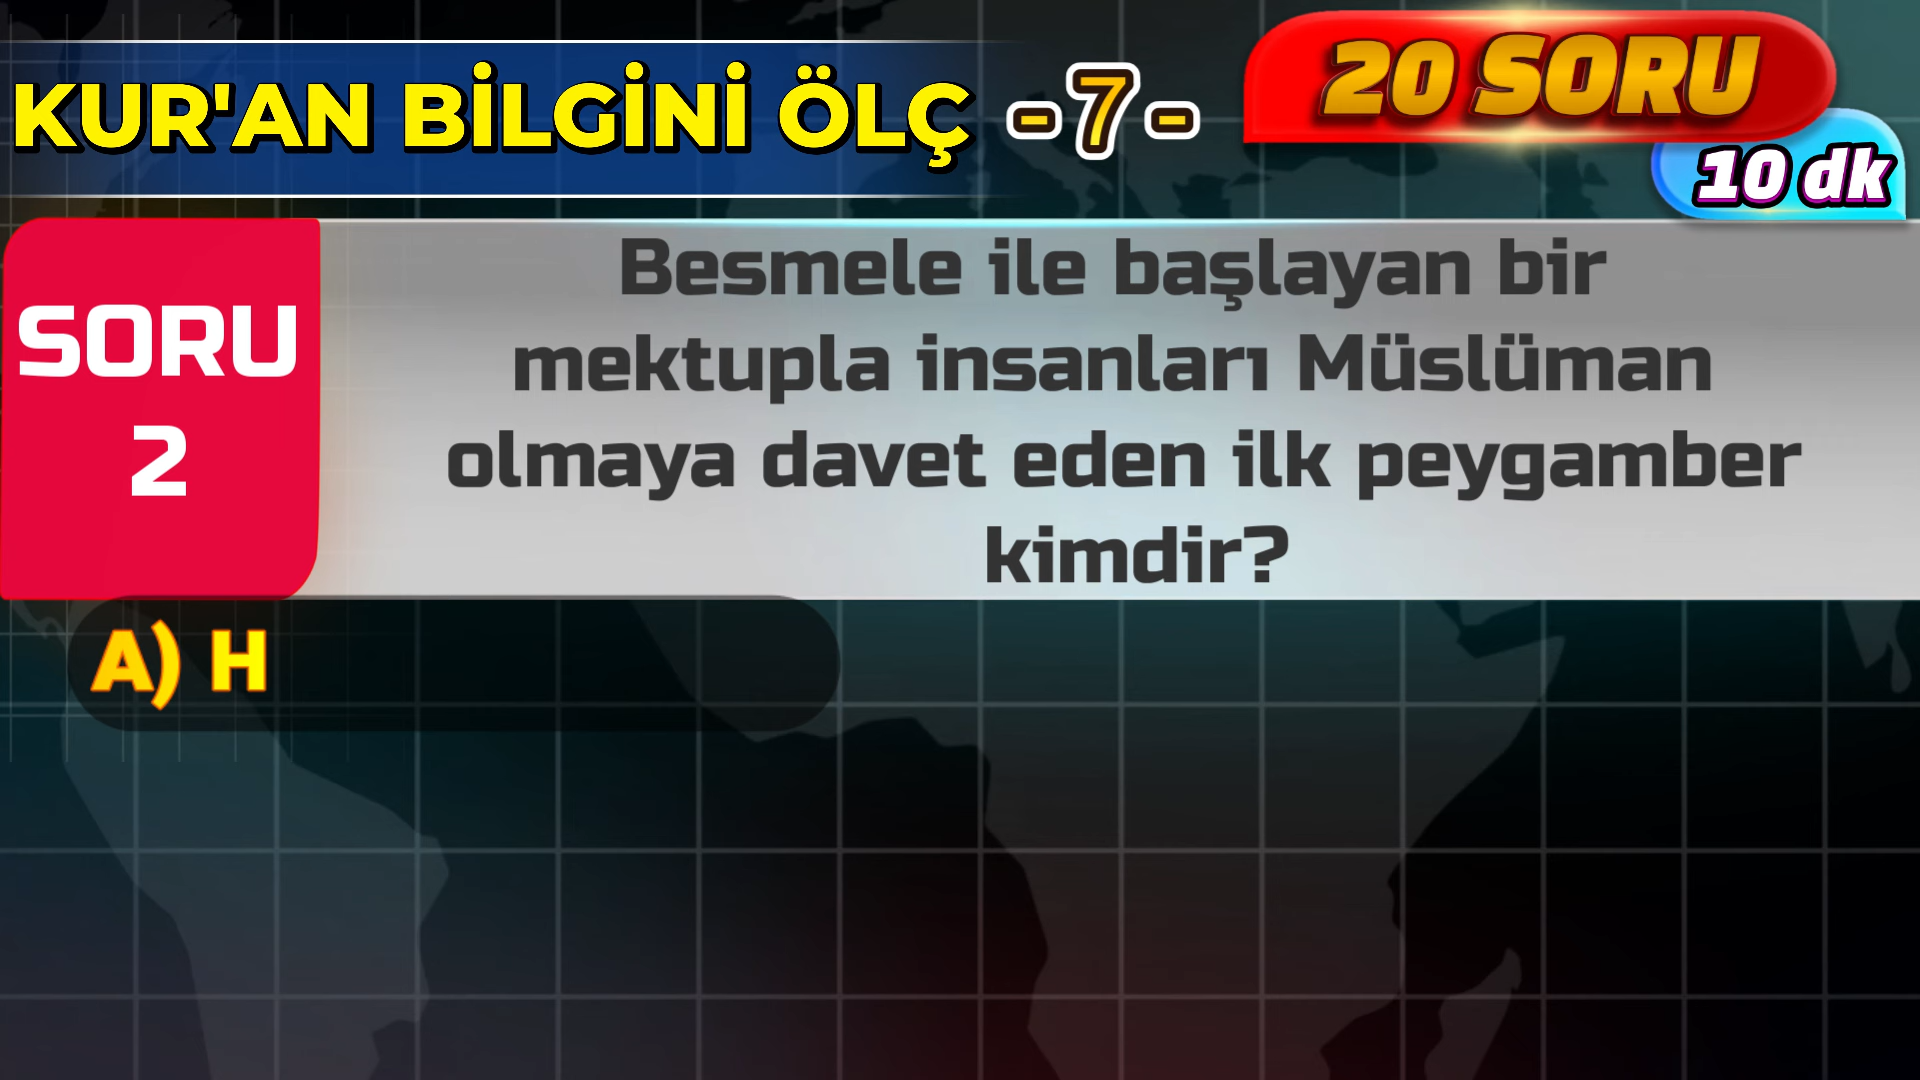 KUR'AN BİLGİNİ ÖLÇ -7-
20 SORU
10 dk
SORU
2
Besmele ile başlayan bir
mektupla insanları Müslüman
olmaya davet eden ilk peygamber
kimdir?
A) H